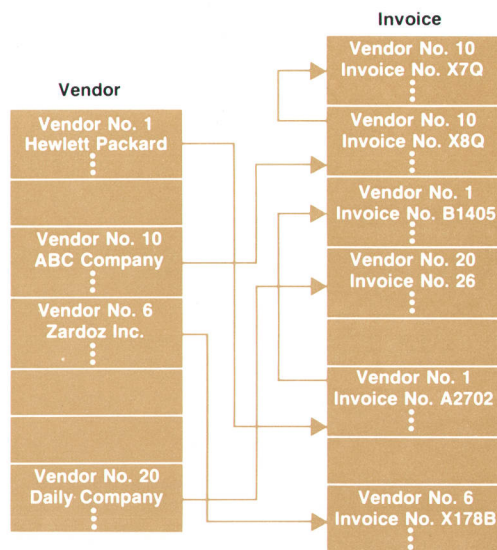 Vendor
Vendor No. 1
Hewlett Packard
Vendor No. 10
ABC Company
Vendor No. 6
Zardoz Inc.
Vendor No. 20
Daily Company
Invoice
Vendor No. 10
Invoice No. X7Q
Vendor No. 10
Invoice No. X8Q
Vendor No. 1
Invoice No. B1405
Vendor No. 20
Invoice No. 26
Vendor No. 1
Invoice No. A2702
Vendor No. 6
Invoice No. X178B